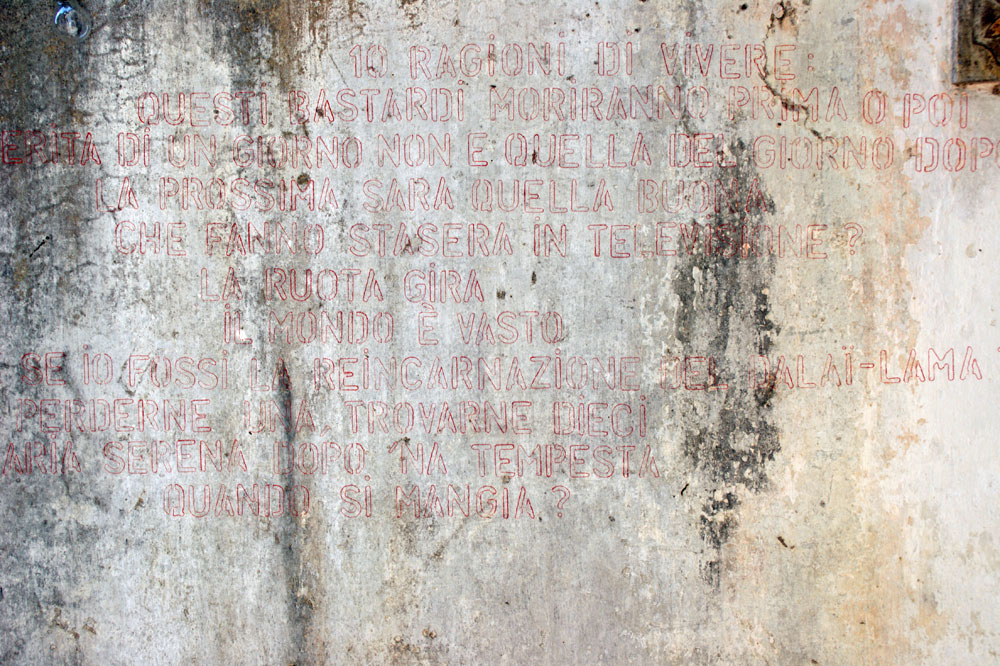 10 RAGIONI DI VIVERE:
QUESTI BASTARDI MORIRANNO PRIMA O POI
ERITA DI UN GIORNO NON E QUELLA DEL GIORNO DOPO
LA PROSSIMA SARA QUELLA BUONA
CHE FANNO STASERA IN TELEVISIONE?
LA RUOTA GIRA
IL MONDO È VASTO
SE IO FOSSI LA REINCARNAZIONE DEL DALAÏ-LAMA ?
PERDERNE UNA, TROVARNE DIECI
ARIA SERENA DOPO 'NA TEMPESTA
QUANDO SI MANGIA?